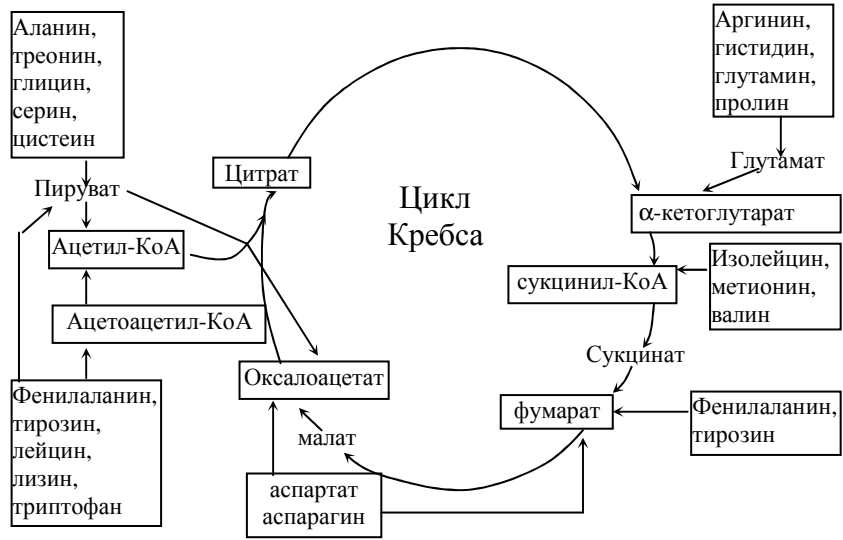 Аланин,
треонин,
глицин,
серин,
цистеин
Аргинин,
гистидин,
глутамин,
пролин
Глутамат
Пируват
Цитрат
Цикл
Кребса
α-кетоглутарат
Ацетил-КоА
Изолейцин,
метионин,
валин
сукцинил-КоА
Ацетоацетил-КоА
Сукцинат
Оксалоацетат
Фенилаланин,
тирозин,
лейцин,
лизин,
триптофан
фумарат
Фенилаланин,
тирозин
малат
аспартат
аспарагин